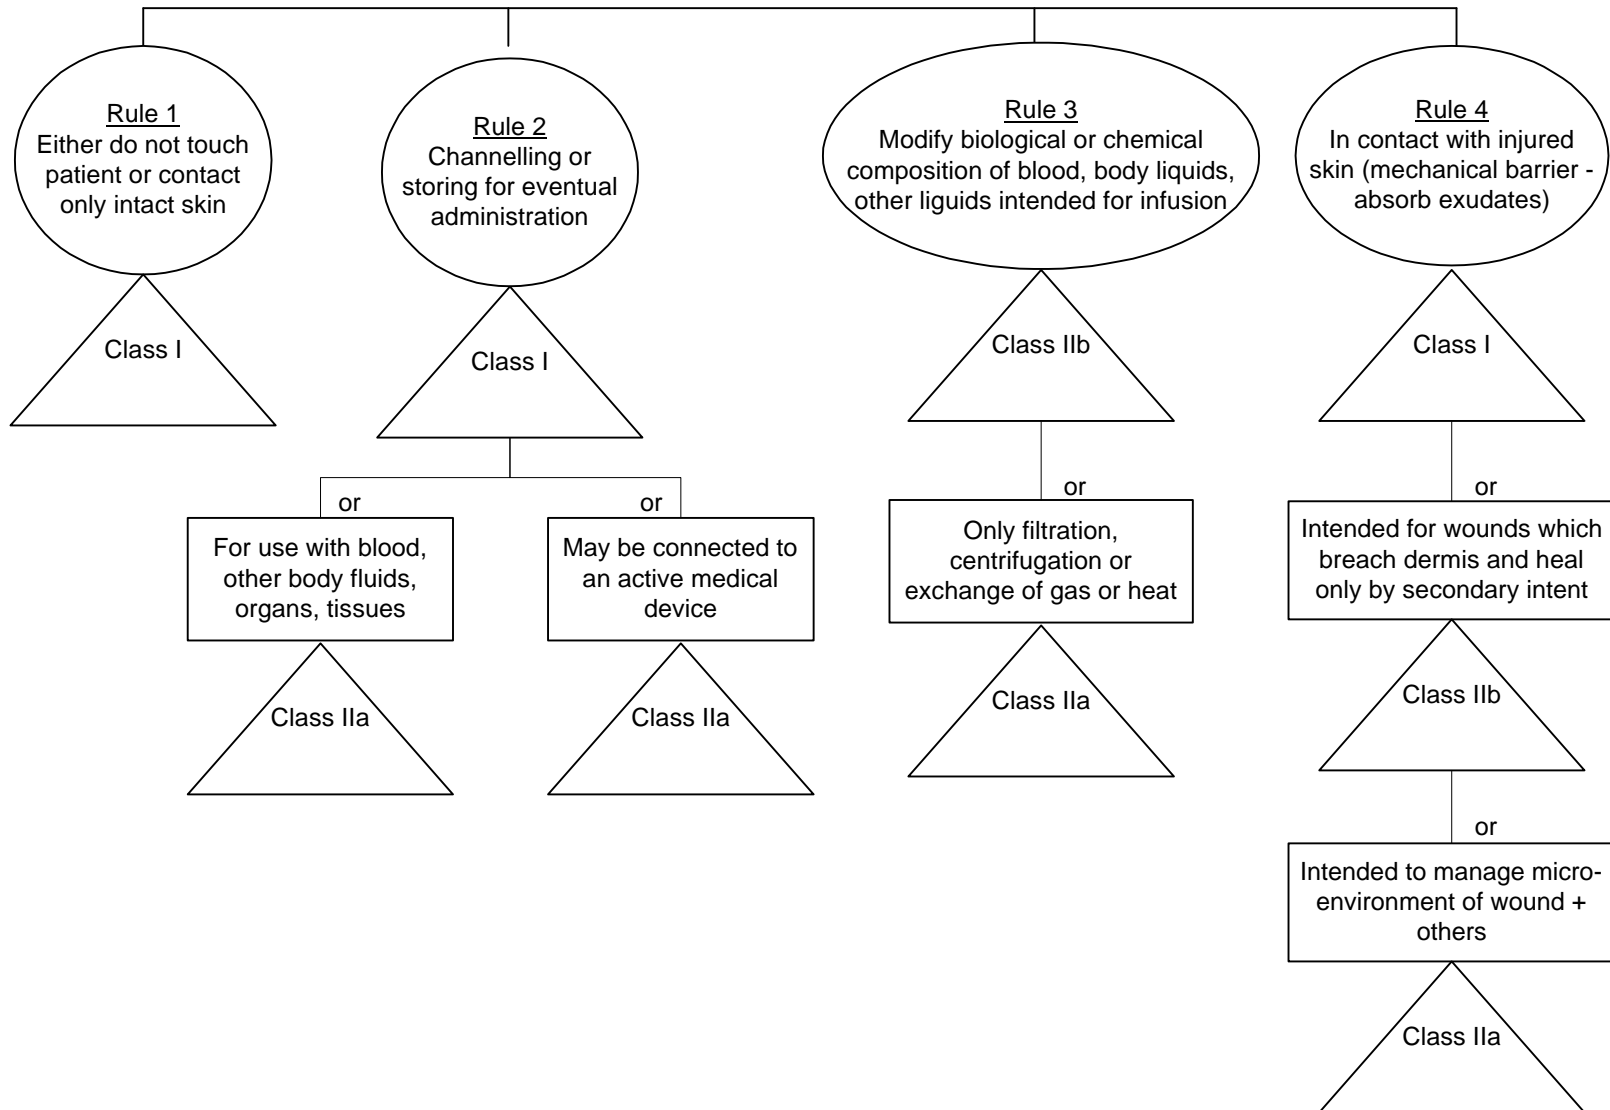 Rule 1
Either do not touch
patient or contact
only intact skin
Class I
Rule 2
Channelling or
storing for eventual
administration
Class I
or
For use with blood,
other body fluids,
organs, tissues
Class IIa
or
May be connected to
an active medical
device
Class IIa
Rule 3
Modify biological or chemical
composition of blood, body liquids,
other liguids intended for infusion
Class IIb
or
Only filtration,
centrifugation or
exchange of gas or heat
Class IIa
Rule 4
In contact with injured
skin (mechanical barrier -
absorb exudates)
Class I
or
Intended for wounds which
breach dermis and heal
only by secondary intent
Class IIb
or
Intended to manage micro-
environment of wound +
others
Class IIa